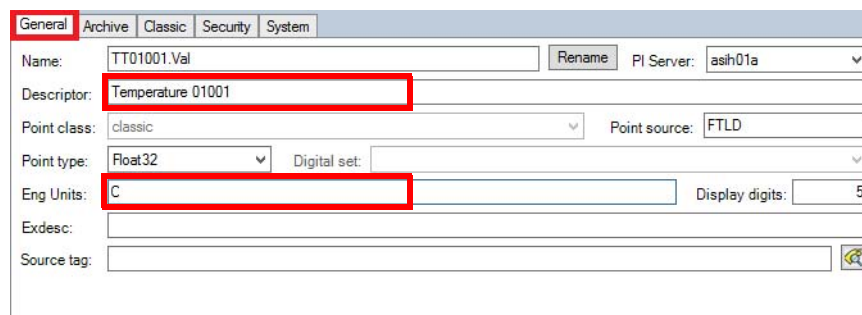 General Archive Classic Security System
Name: TT01001.Val Rename PI Server: asih01a
Descriptor: Temperature 01001
Point class: classic Point source: FTLD
Point type: Float32 Digital set:
Eng Units: C Display digits: 5
Exdesc:
Source tag: